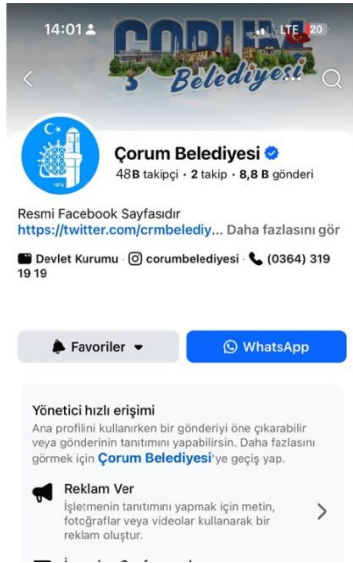 14:01
LTE
20
ÇORUM
Belediyesi
1874
Çorum Belediyesi
48 B takipçi • 2 takip • 8,8 B gönderi
Resmi Facebook Sayfasıdır
https://twitter.com/crmbelediy... Daha fazlasını gör
Devlet Kurumu · corumbelediyesi · (0364) 319
19 19
Favoriler
WhatsApp
Yönetici hızlı erişimi
Ana profilini kullanırken bir gönderiyi öne çıkarabilir
veya gönderinin tanıtımını yapabilirsin. Daha fazlasını
görmek için Çorum Belediyesi'ye geçiş yap.
Reklam Ver
İşletmenin tanıtımını yapmak için metin,
fotoğraflar veya videolar kullanarak bir
reklam oluştur.